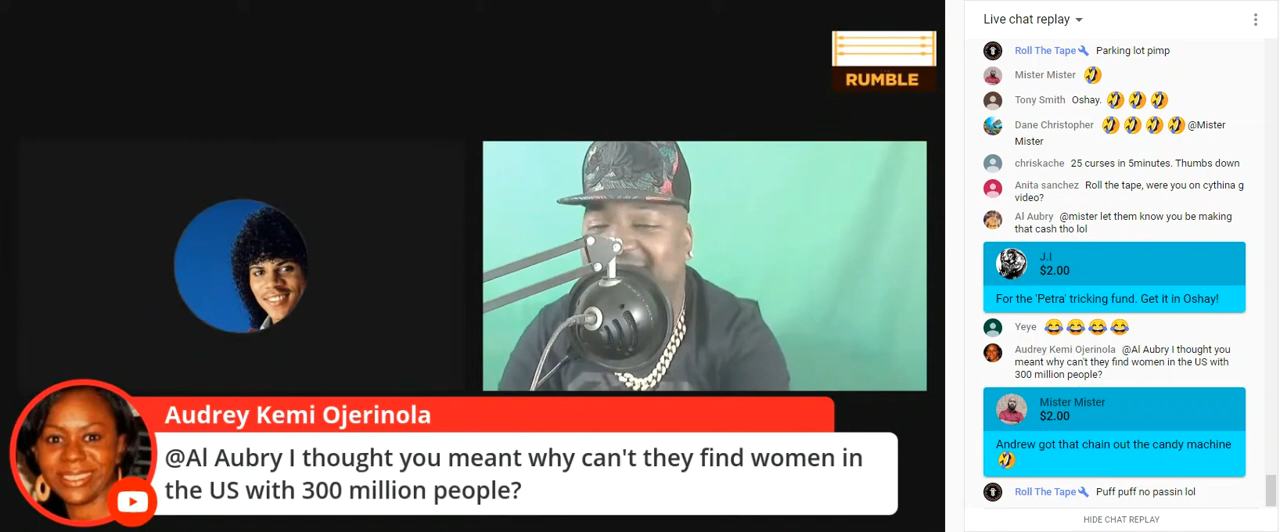 RUMBLE
Audrey Kemi Ojerinola
@Al Aubry I thought you meant why can't they find women in
the US with 300 million people?
Live chat replay
Roll The Tape Parking lot pimp
Mister Mister 🤣
Tony Smith Oshay. 🤣 🤣 🤣
Dane Christopher 🤣 🤣 🤣 🤣 @Mister
Mister
chriskache 25 curses in 5minutes. Thumbs down
Anita sanchez Roll the tape, were you on cythina g
video?
Al Aubry @mister let them know you be making
that cash tho lol
J.I
$2.00
For the 'Petra' tricking fund. Get it in Oshay!
Yeye 😂 😂 😂 😂
Audrey Kemi Ojerinola @Al Aubry I thought you
meant why can't they find women in the US with
300 million people?
Mister Mister
$2.00
Andrew got that chain out the candy machine
🤣
Roll The Tape Puff puff no passin lol
HIDE CHAT REPLAY